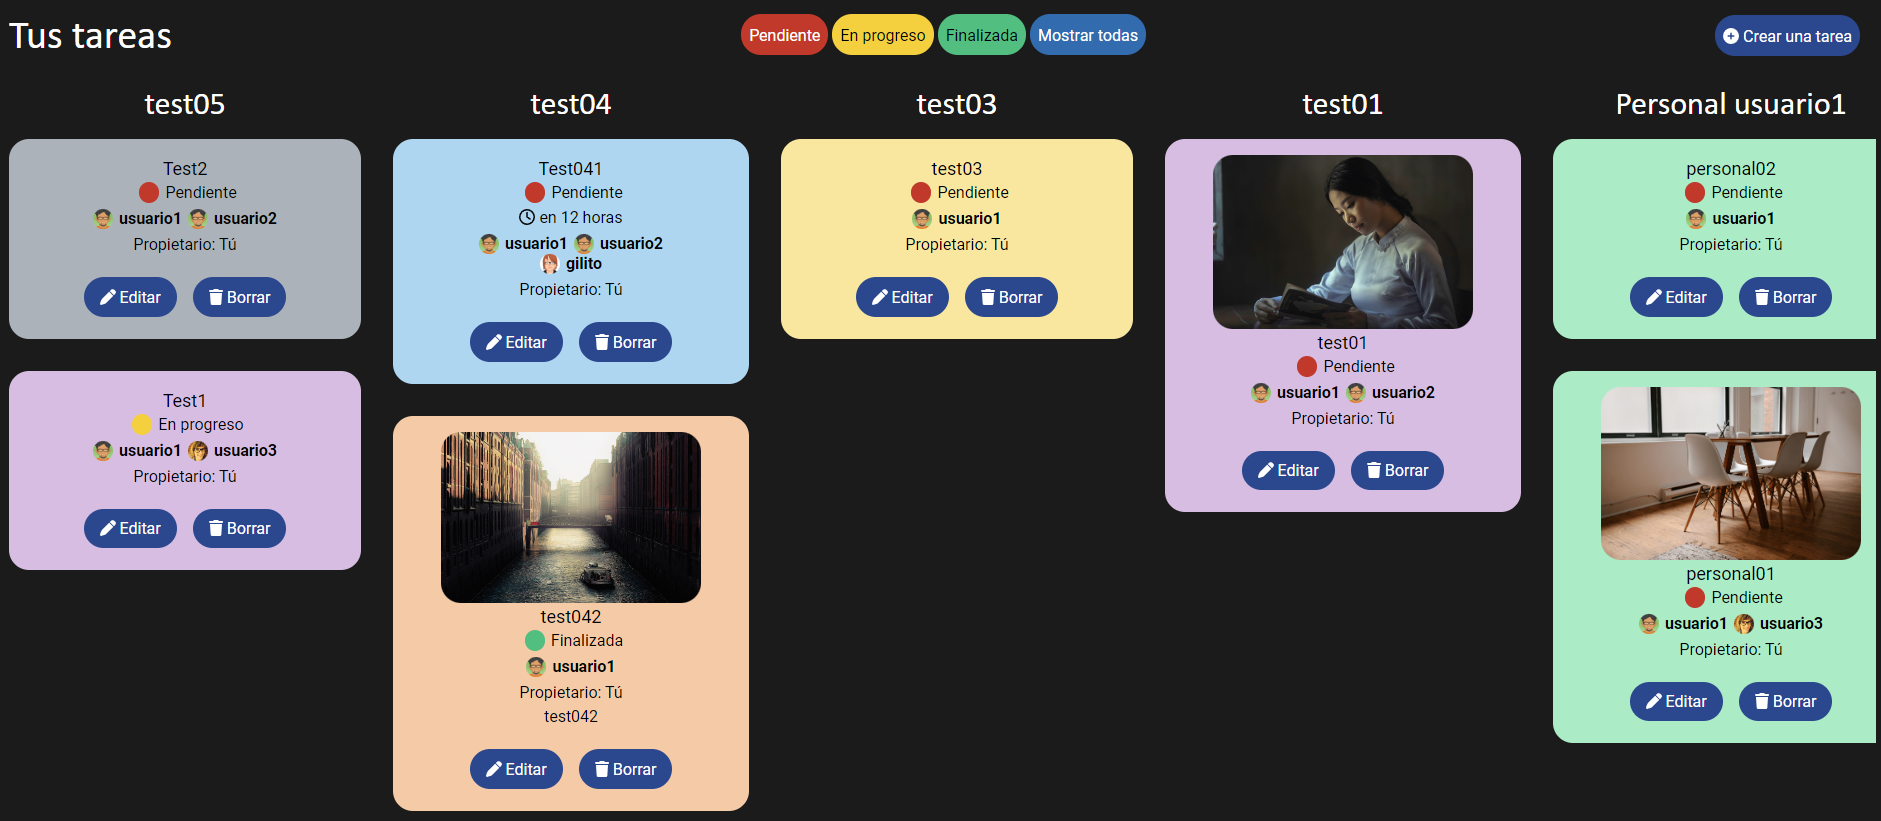 Tus tareas
Pendiente En progreso Finalizada Mostrar todas
Crear una tarea
test05
Test2
Pendiente
usuario1 usuario2
Propietario: Tú
Editar Borrar
Test1
En progreso
usuario1 usuario3
Propietario: Tú
Editar Borrar
test04
Test041
Pendiente
en 12 horas
usuario1 usuario2
gilito
Propietario: Tú
Editar Borrar
test042
Finalizada
usuario1
Propietario: Tú
test042
Editar Borrar
test03
test03
Pendiente
usuario1
Propietario: Tú
Editar Borrar
test01
test01
Pendiente
usuario1 usuario2
Propietario: Tú
Editar Borrar
Personal usuario1
personal02
Pendiente
usuario1
Propietario: Tú
Editar Borrar
personal01
Pendiente
usuario1 usuario3
Propietario: Tú
Editar Borrar